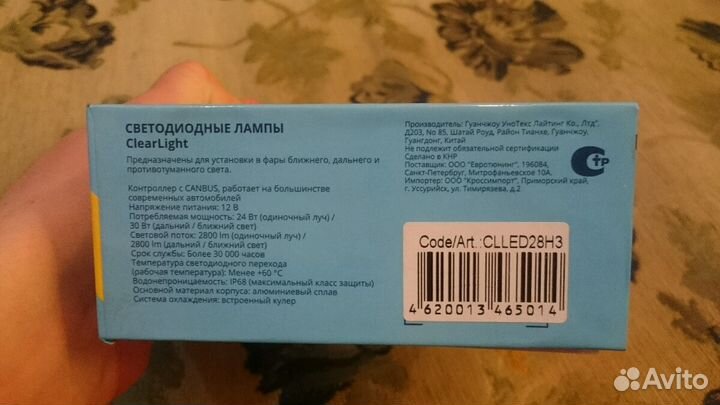 СВЕТОДИОДНЫЕ ЛАМПЫ
ClearLight
Предназначены для установки в фары ближнего, дальнего и
противотуманного света.
Контроллер с CANBUS, работает на большинстве
современных автомобилей
Напряжение питания: 12 В
Потребляемая мощность: 24 Вт (одиночный луч) /
30 Вт (дальний / ближний свет)
Световой поток: 2800 lm (одиночный луч) /
2800 lm (дальний / ближний свет)
Срок службы: Более 30 000 часов
Температура светодиодного перехода
(рабочая температура): Менее +60 °C
Водонепроницаемость: IP68 (максимальный класс защиты)
Основной материал корпуса: алюминиевый сплав
Система охлаждения: встроенный кулер
Производитель: Гуанчжоу УноТекс Лайтинг Ко., Лтд".
Д203, No 85, Шатай Роуд, Район Тианхе, Гуанчжоу,
Гуангдонг, Китай
Не подлежит обязательной сертификации
Сделано в КНР
Поставщик: ООО "Евротюнинг", 196084,
Санкт-Петербург, Митрофаньевское 10А.
Импортер: ООО "Кроссимпорт", Приморский край,
г. Уссурийск, ул. Тимирязева, д.2
СТР
Code/Art.:CLLED28H3
4 620013 465014
Avito